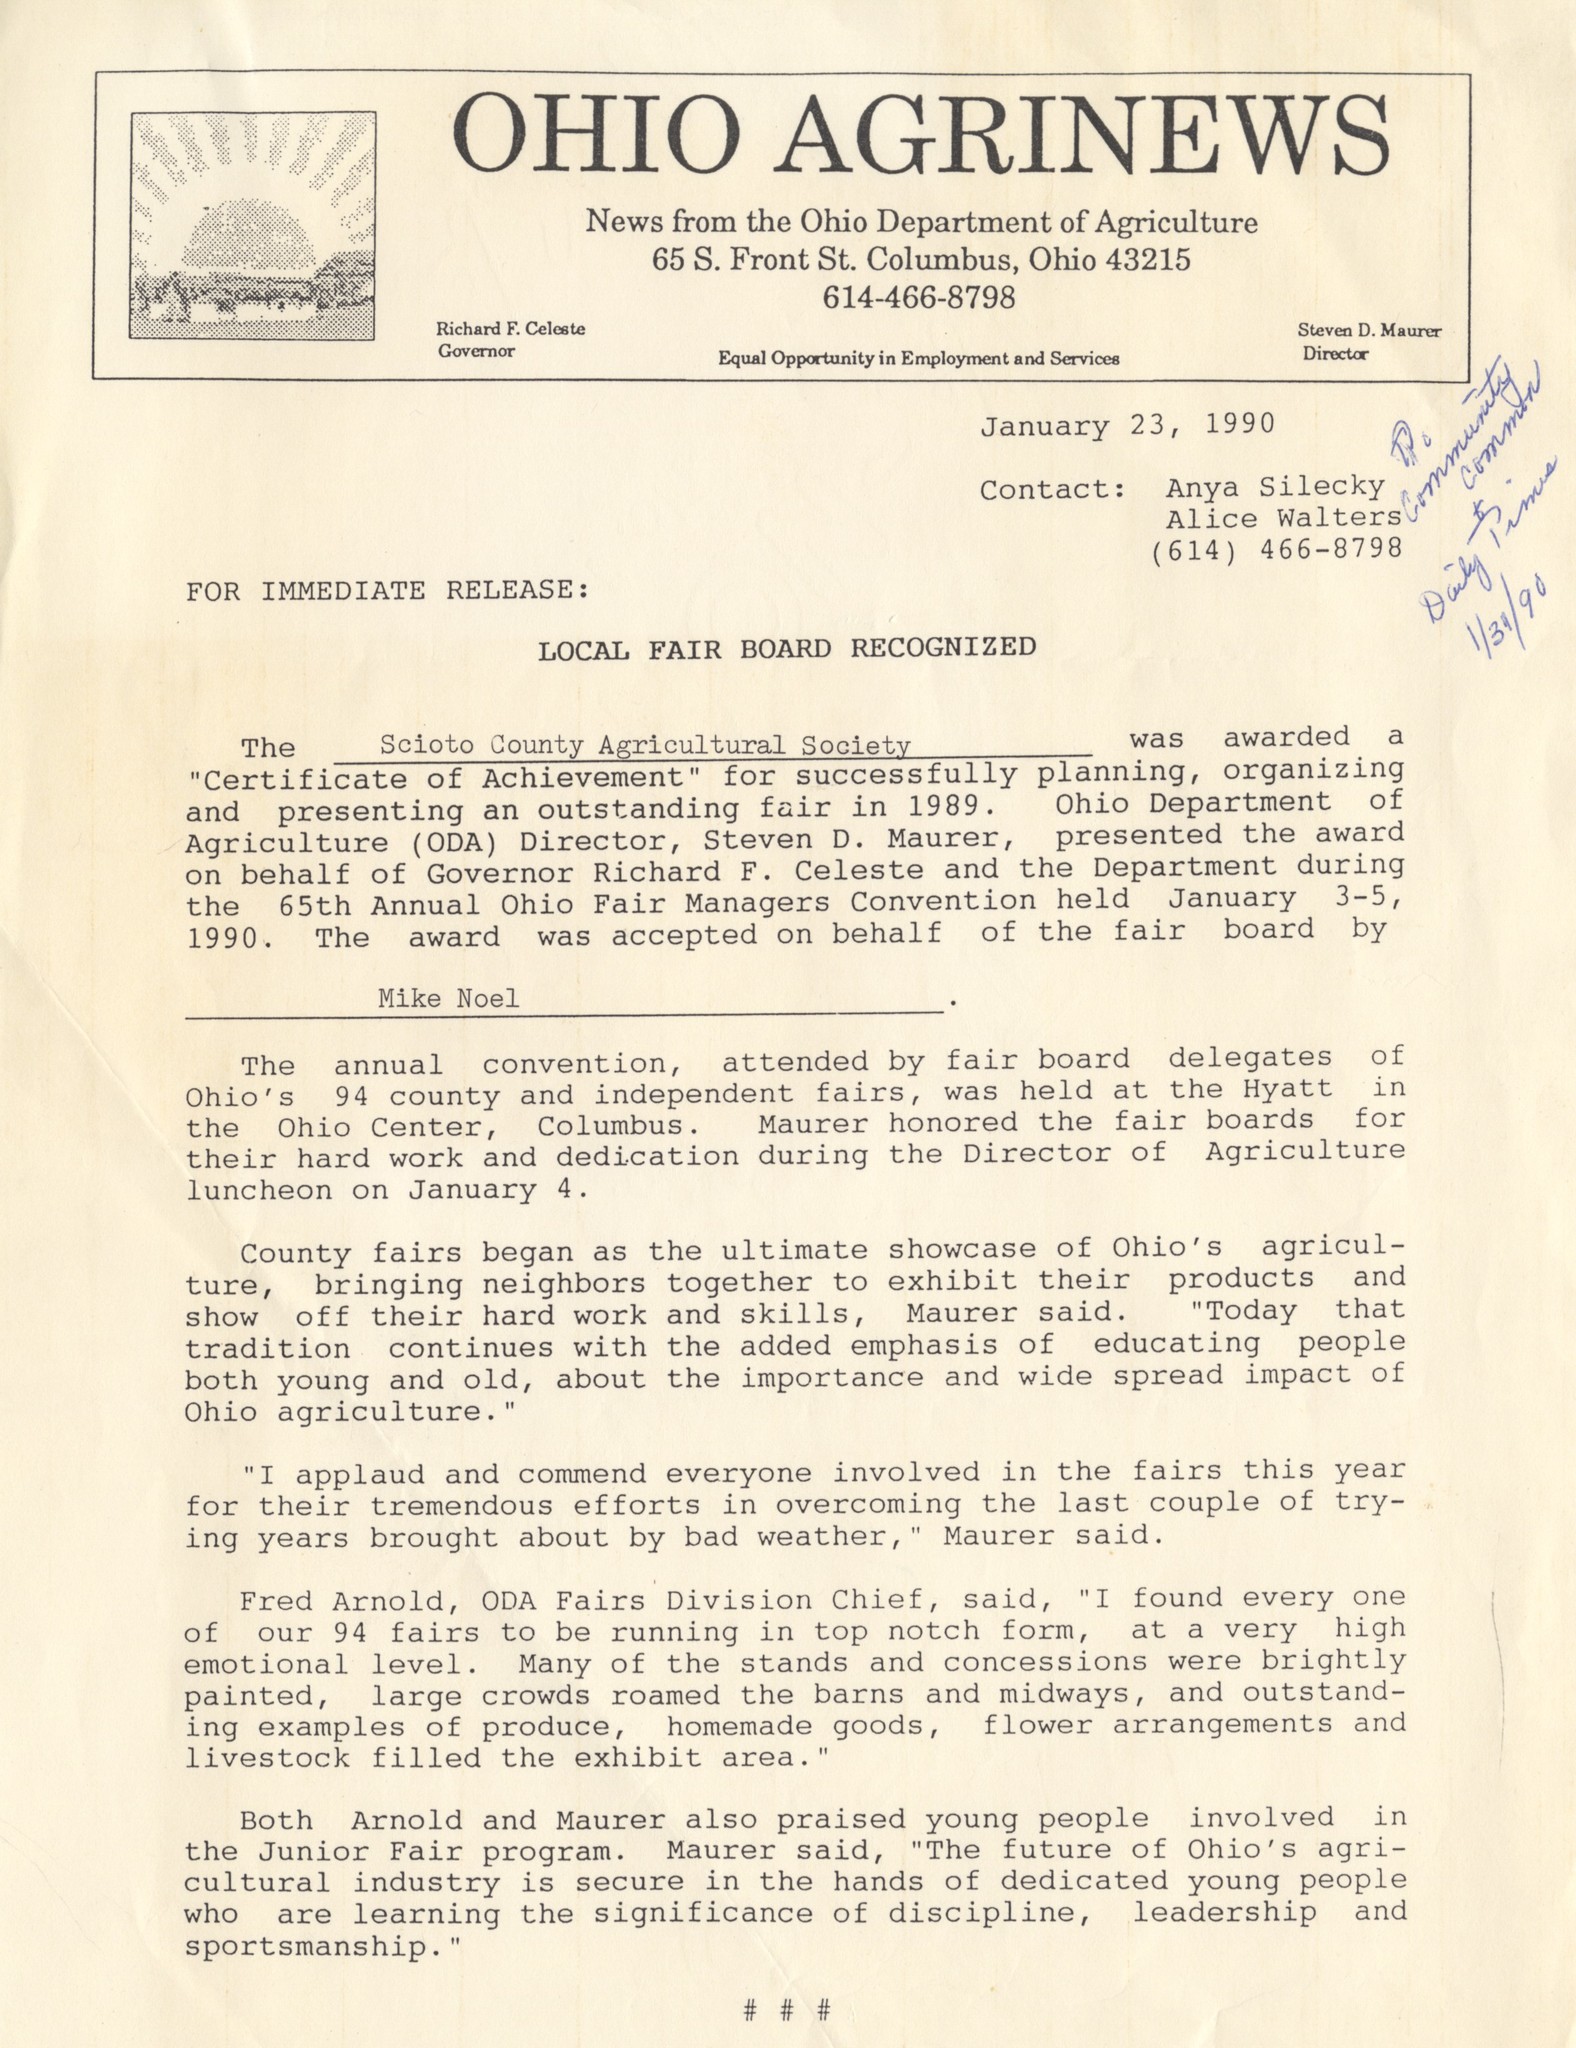 OHIO AGRINEWS
News from the Ohio Department of Agriculture
65 S. Front St. Columbus, Ohio 43215
614-466-8798
Richard F. Celeste
Governor
Equal Opportunity in Employment and Services
Steven D. Maurer
Director
January 23, 1990
Contact: Anya Silecky
Alice Walters
(614) 466-8798
Community
Common
Daily Times
FOR IMMEDIATE RELEASE:
LOCAL FAIR BOARD RECOGNIZED
The Scioto County Agricultural Society was awarded a
"Certificate of Achievement" for successfully planning, organizing
and presenting an outstanding fair in 1989. Ohio Department of
Agriculture (ODA) Director, Steven D. Maurer, presented the award
on behalf of Governor Richard F. Celeste and the Department during
the 65th Annual Ohio Fair Managers Convention held January 3-5,
1990. The award was accepted on behalf of the fair board by
Mike Noel.
The annual convention, attended by fair board delegates of
Ohio's 94 county and independent fairs, was held at the Hyatt in
the Ohio Center, Columbus. Maurer honored the fair boards for
their hard work and dedication during the Director of Agriculture
luncheon on January 4.
County fairs began as the ultimate showcase of Ohio's agricul-
ture, bringing neighbors together to exhibit their products and
show off their hard work and skills, Maurer said. "Today that
tradition continues with the added emphasis of educating people
both young and old, about the importance and wide spread impact of
Ohio agriculture."
"I applaud and commend everyone involved in the fairs this year
for their tremendous efforts in overcoming the last couple of try-
ing years brought about by bad weather," Maurer said.
Fred Arnold, ODA Fairs Division Chief, said, "I found every one
of our 94 fairs to be running in top notch form, at a very high
emotional level. Many of the stands and concessions were brightly
painted, large crowds roamed the barns and midways, and outstand-
ing examples of produce, homemade goods, flower arrangements and
livestock filled the exhibit area."
Both Arnold and Maurer also praised young people involved in
the Junior Fair program. Maurer said, "The future of Ohio's agri-
cultural industry is secure in the hands of dedicated young people
who are learning the significance of discipline, leadership and
sportsmanship."
# # #